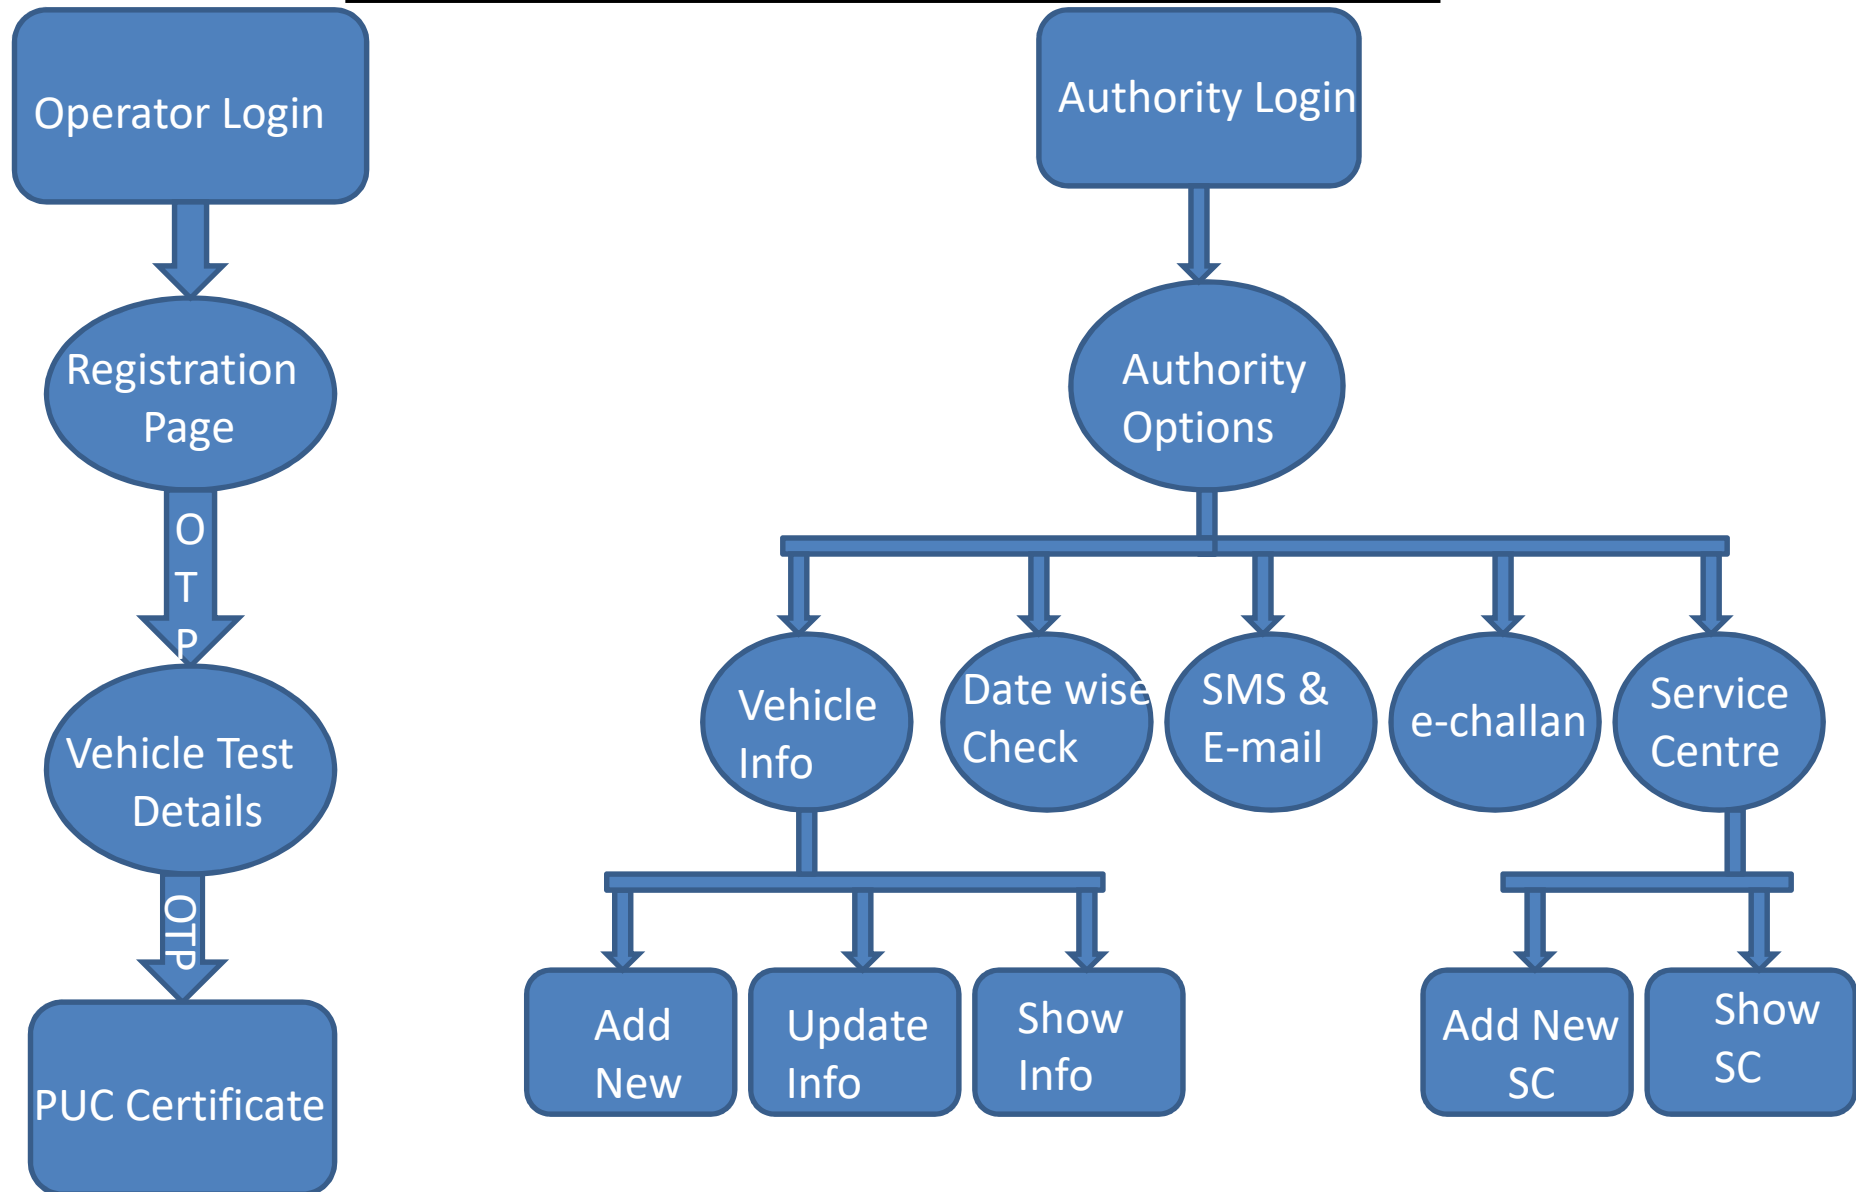 Operator Login
Registration
Page
O
T
P
Vehicle Test
Details
OTP
PUC Certificate
Authority Login
Authority
Options
Vehicle
Info
Date wise
Check
SMS &
E-mail
e-challan
Service
Centre
Add
New
Update
Info
Show
Info
Add New
SC
Show
SC